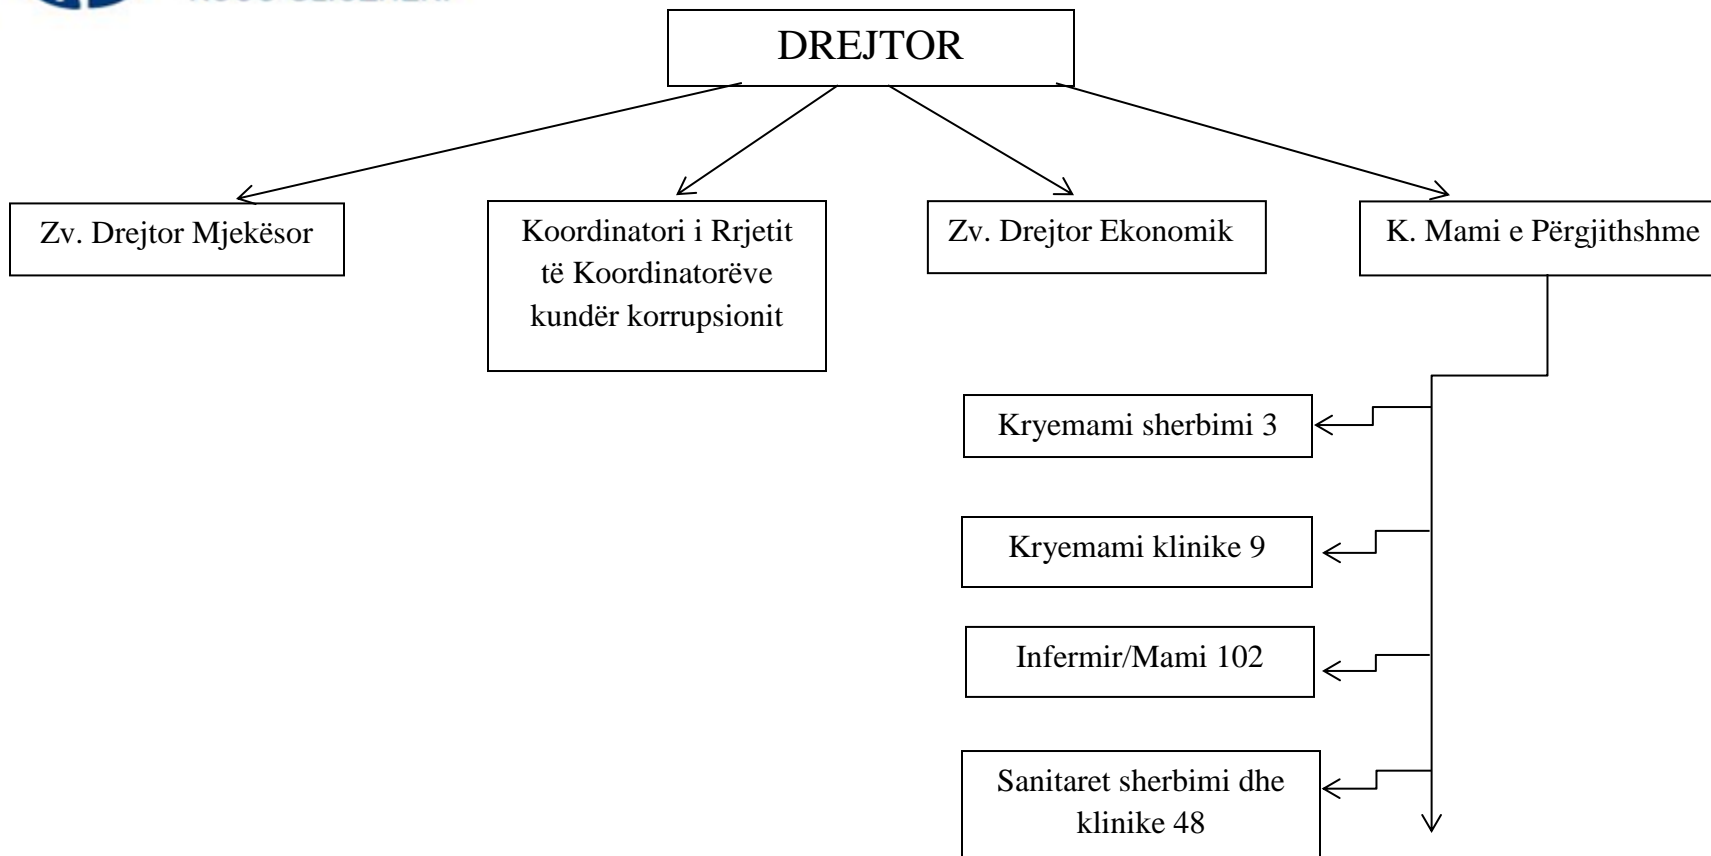 DREJTOR
Zv. Drejtor Mjekësor
Koordinatori i Rrjetit
të Koordinatorëve
kundër korrupsionit
Zv. Drejtor Ekonomik
K. Mami e Përgjithshme
Kryemami sherbimi 3
Kryemami klinike 9
Infermir/Mami 102
Sanitaret sherbimi dhe
klinike 48